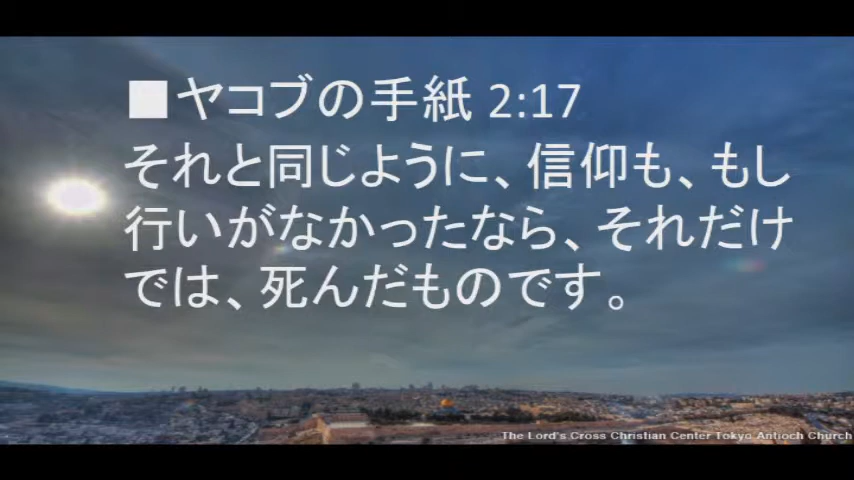 ■ヤコブの手紙 2:17
それと同じように、信仰も、もし
行いがなかったなら、それだけ
では、死んだものです。
The Lord's Cross Christian Center Tokyo Antioch Church